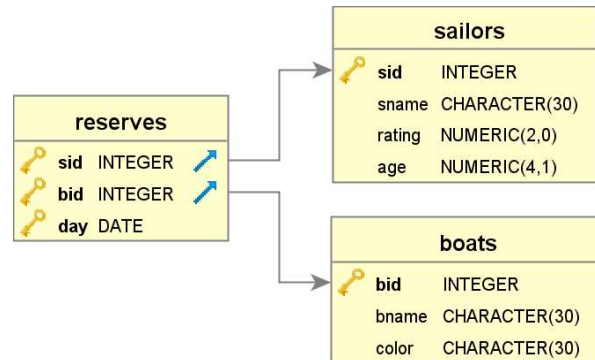 reserves
sid INTEGER
bid INTEGER
day DATE
sailors
sid INTEGER
sname CHARACTER(30)
rating NUMERIC(2,0)
age NUMERIC(4,1)
boats
bid INTEGER
bname CHARACTER(30)
color CHARACTER(30)